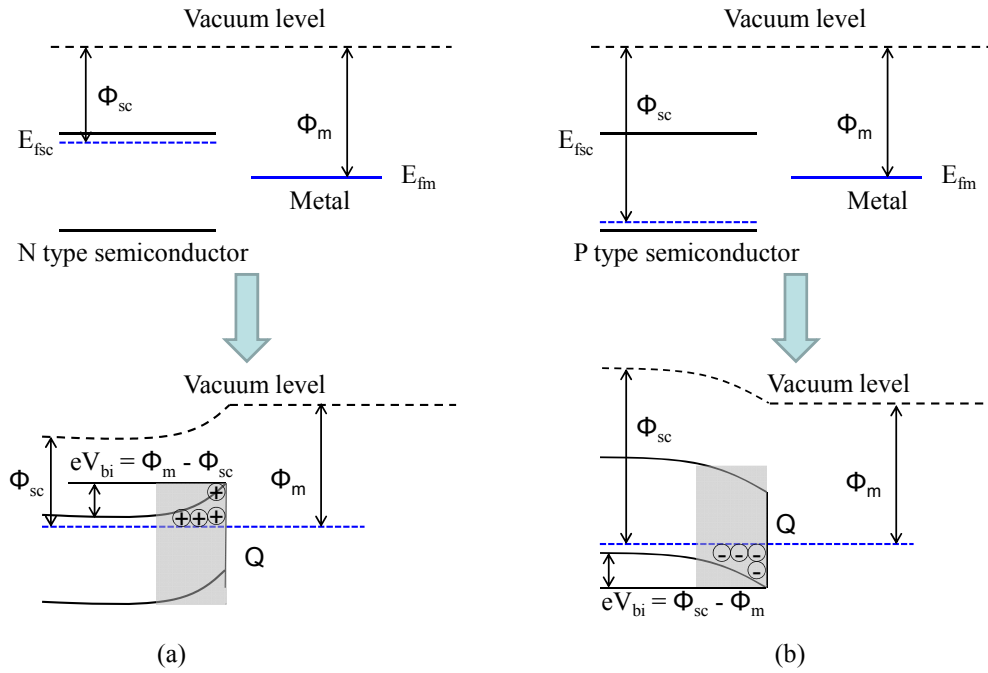 Vacuum level
Φsc
Φm
Efsc
Efm
Metal
N type semiconductor
Vacuum level
Φsc
eVbi = Φm - Φsc
Φm
+
+ + +
Q
(a)
Vacuum level
Φsc
Φm
Efsc
Efm
Metal
P type semiconductor
Vacuum level
Φsc
Φm
Q
- - -
-
eVbi = Φsc - Φm
(b)